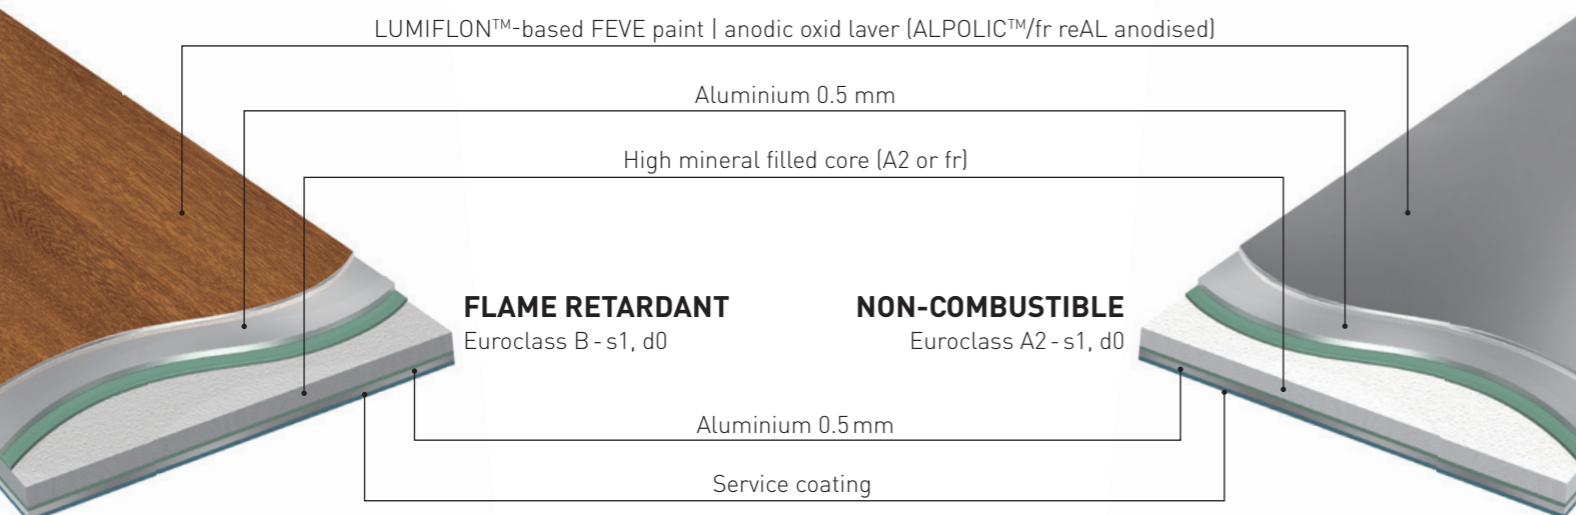 LUMIFLON™-based FEVE paint | anodic oxid laver (ALPOLIC™/fr reAL anodised)
Aluminium 0.5 mm
High mineral filled core (A2 or fr)
FLAME RETARDANT
Euroclass B - s1, d0
NON-COMBUSTIBLE
Euroclass A2 - s1, d0
Aluminium 0.5 mm
Service coating